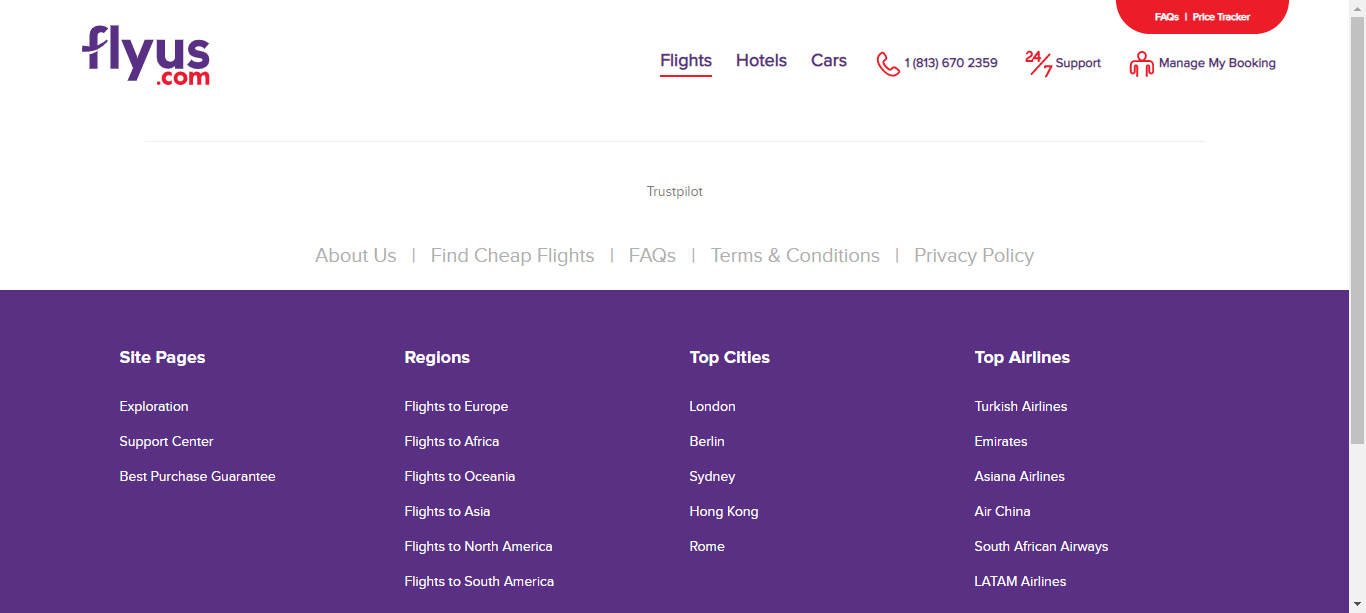 FAQs | Price Tracker
flyus
.com
Flights Hotels Cars 1 (813) 670 2359 24/7 Support Manage My Booking
Trustpilot
About Us | Find Cheap Flights | FAQs | Terms & Conditions | Privacy Policy
Site Pages
Exploration
Support Center
Best Purchase Guarantee
Regions
Flights to Europe
Flights to Africa
Flights to Oceania
Flights to Asia
Flights to North America
Flights to South America
Top Cities
London
Berlin
Sydney
Hong Kong
Rome
Top Airlines
Turkish Airlines
Emirates
Asiana Airlines
Air China
South African Airways
LATAM Airlines